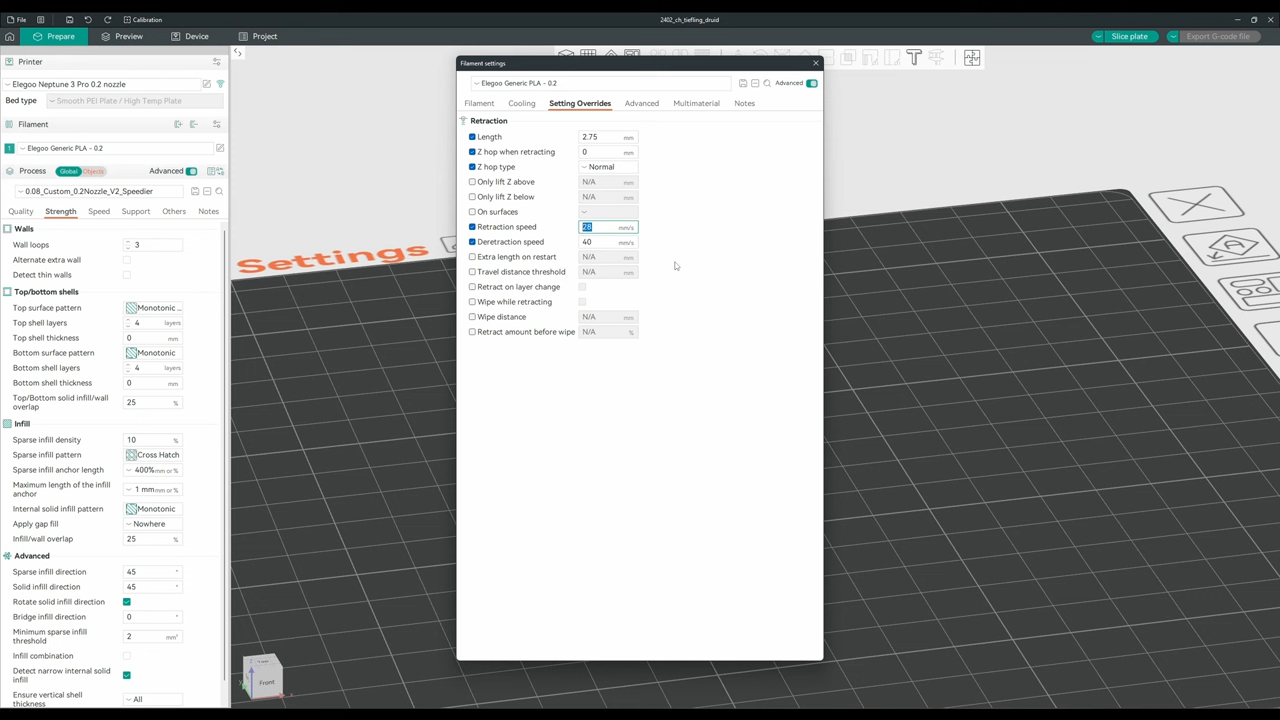 File
Calibration
2402_ch_tiefling_druid
Prepare
Preview
Device
Project
Slice plate
Export G-code file
Printer
Elegoo Neptune 3 Pro 0.2 nozzle
Bed type
Smooth PEI Plate / High Temp Plate
Filament
1
Elegoo Generic PLA - 0.2
Process
Global
Objects
Advanced
0.08_Custom_0.2Nozzle_V2_Speedier
Quality
Strength
Speed
Support
Others
Notes
Walls
Wall loops 3
Alternate extra wall
Detect thin walls
Top/bottom shells
Top surface pattern Monotonic ...
Top shell layers 4 layers
Top shell thickness 0 mm
Bottom surface pattern Monotonic
Bottom shell layers 4 layers
Bottom shell thickness 0 mm
Top/Bottom solid infill/wall
overlap 25 %
Infill
Sparse infill density 10 %
Sparse infill pattern Cross Hatch
Sparse infill anchor length 400% mm or %
Maximum length of the infill
anchor 1 mm mm or %
Internal solid infill pattern Monotonic
Apply gap fill Nowhere
Infill/wall overlap 25 %
Advanced
Sparse infill direction 45 °
Solid infill direction 45 °
Rotate solid infill direction
Bridge infill direction 0 °
Minimum sparse infill
threshold 2 mm²
Infill combination
Detect narrow internal solid
infill
Ensure vertical shell
thickness All
Settings
Front
Filament settings
Elegoo Generic PLA - 0.2
Advanced
Filament
Cooling
Setting Overrides
Advanced
Multimaterial
Notes
Retraction
Length 2.75 mm
Z hop when retracting 0 mm
Z hop type Normal
Only lift Z above N/A mm
Only lift Z below N/A mm
On surfaces
Retraction speed 28 mm/s
Deretraction speed 40 mm/s
Extra length on restart N/A mm
Travel distance threshold N/A mm
Retract on layer change
Wipe while retracting
Wipe distance N/A mm
Retract amount before wipe N/A %